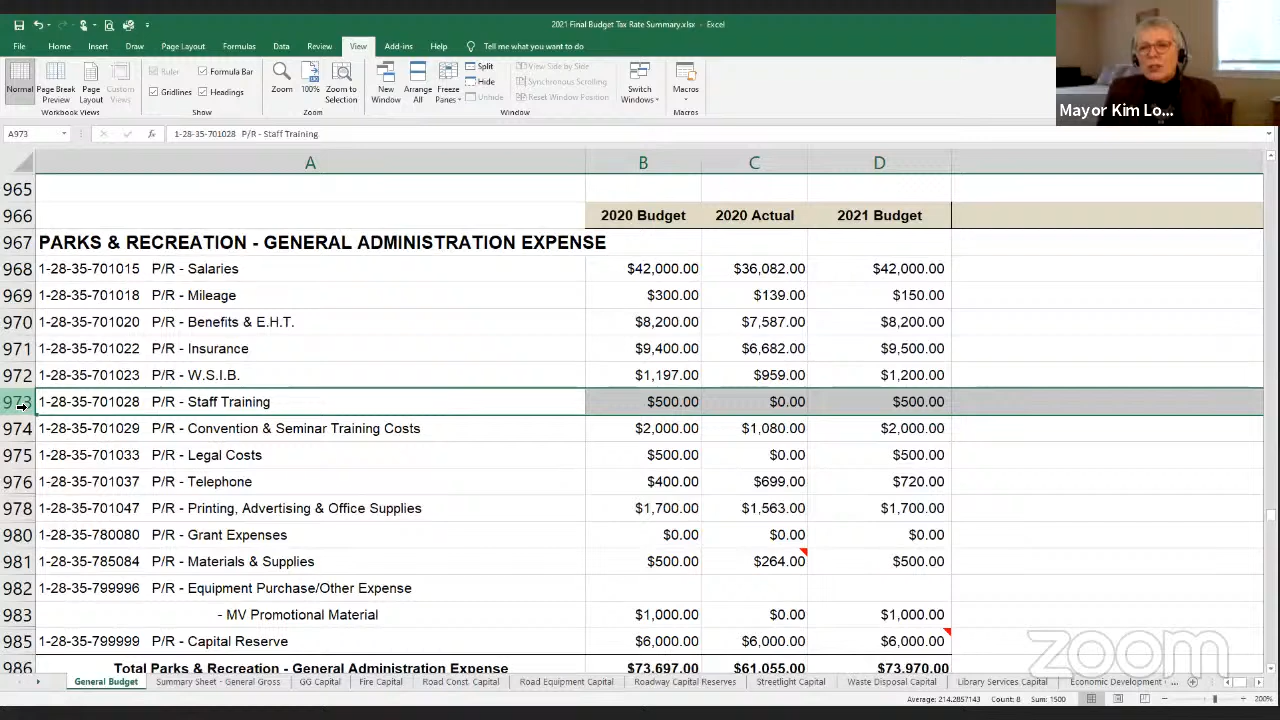 2021 Final Budget Tax Rate Summary.xlsx - Excel
File Home Insert Draw Page Layout Formulas Data Review View Add-ins Help Tell me what you want to do
Normal Page Break Preview Page Layout Custom Views
Ruler Formula Bar
Gridlines Headings
Zoom 100% Zoom to Selection
New Window Arrange All Freeze Panes
Split View Side by Side
Hide Synchronous Scrolling
Unhide Reset Window Position
Switch Windows Macros
Workbook Views Show Zoom Window Macros
Mayor Kim Lo...
A973 fx 1-28-35-701028 P/R - Staff Training
A B C D
965
966 2020 Budget 2020 Actual 2021 Budget
967 PARKS & RECREATION - GENERAL ADMINISTRATION EXPENSE
968 1-28-35-701015 P/R - Salaries $42,000.00 $36,082.00 $42,000.00
969 1-28-35-701018 P/R - Mileage $300.00 $139.00 $150.00
970 1-28-35-701020 P/R - Benefits & E.H.T. $8,200.00 $7,587.00 $8,200.00
971 1-28-35-701022 P/R - Insurance $9,400.00 $6,682.00 $9,500.00
972 1-28-35-701023 P/R - W.S.I.B. $1,197.00 $959.00 $1,200.00
973 1-28-35-701028 P/R - Staff Training $500.00 $0.00 $500.00
974 1-28-35-701029 P/R - Convention & Seminar Training Costs $2,000.00 $1,080.00 $2,000.00
975 1-28-35-701033 P/R - Legal Costs $500.00 $0.00 $500.00
976 1-28-35-701037 P/R - Telephone $400.00 $699.00 $720.00
978 1-28-35-701047 P/R - Printing, Advertising & Office Supplies $1,700.00 $1,563.00 $1,700.00
980 1-28-35-780080 P/R - Grant Expenses $0.00 $0.00 $0.00
981 1-28-35-785084 P/R - Materials & Supplies $500.00 $264.00 $500.00
982 1-28-35-799996 P/R - Equipment Purchase/Other Expense
983 - MV Promotional Material $1,000.00 $0.00 $1,000.00
985 1-28-35-799999 P/R - Capital Reserve $6,000.00 $6,000.00 $6,000.00
986 Total Parks & Recreation - General Administration Expense $73,697.00 $61,055.00 $73,970.00
zoom
General Budget Summary Sheet - General Gross GG Capital Fire Capital Road Const. Capital Road Equipment Capital Roadway Capital Reserves Streetlight Capital Waste Disposal Capital Library Services Capital Economic Development
Average: 214.2857143 Count: 8 Sum: 1500 200%